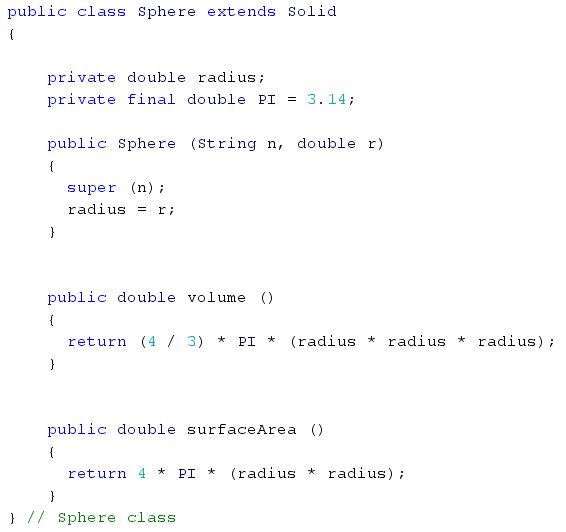 public class Sphere extends Solid
{
private double radius;
private final double PI = 3.14;
public Sphere (String n, double r)
{
super (n);
radius = r;
}
public double volume ()
{
return (4 / 3) * PI * (radius * radius * radius);
}
public double surfaceArea ()
{
return 4 * PI * (radius * radius);
}
} // Sphere class